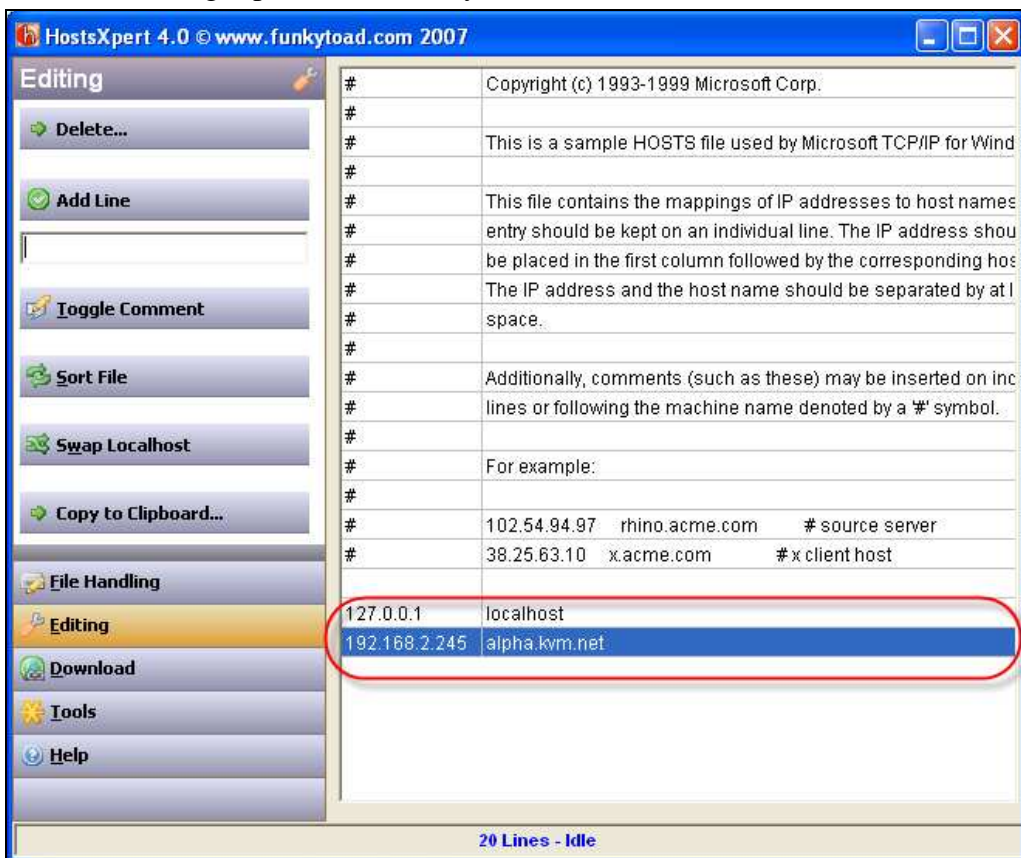 HostsXpert 4.0 © www.funkytoad.com 2007
Editing
Delete...
Add Line
Toggle Comment
Sort File
Swap Localhost
Copy to Clipboard...
File Handling
Editing
Download
Tools
Help
# Copyright (c) 1993-1999 Microsoft Corp.
#
# This is a sample HOSTS file used by Microsoft TCP/IP for Wind
#
# This file contains the mappings of IP addresses to host names
# entry should be kept on an individual line. The IP address shou
# be placed in the first column followed by the corresponding hos
# The IP address and the host name should be separated by at l
# space.
#
# Additionally, comments (such as these) may be inserted on inc
# lines or following the machine name denoted by a '#' symbol.
#
# For example:
#
# 102.54.94.97 rhino.acme.com # source server
# 38.25.63.10 x.acme.com # x client host
127.0.0.1 localhost
192.168.2.245 alpha.kvm.net
20 Lines - Idle